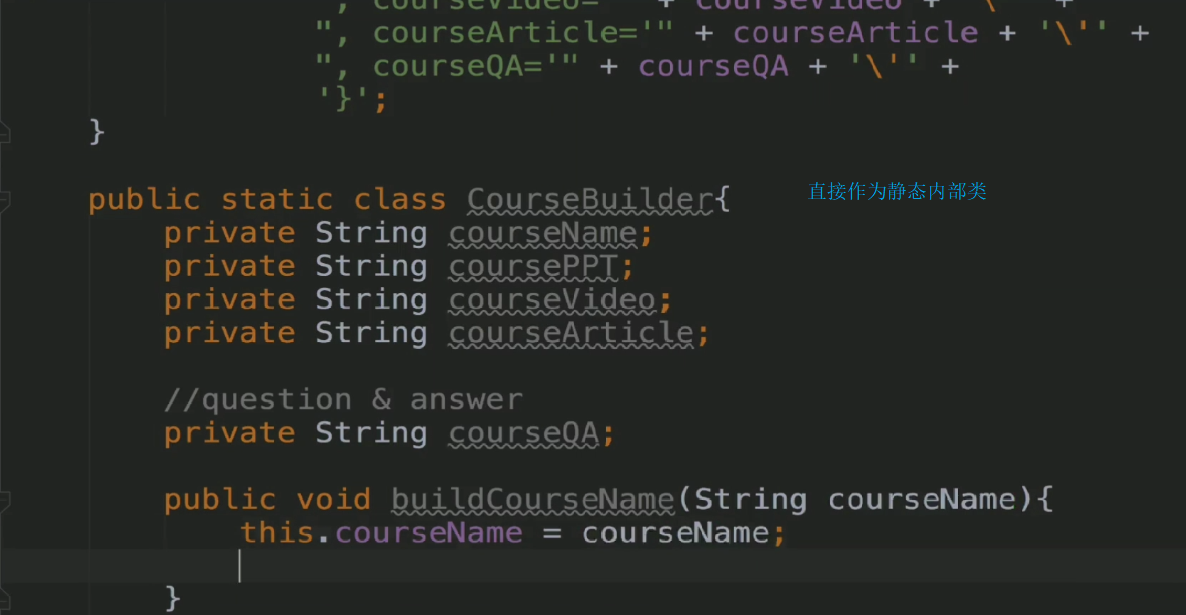 ", courseVideo='" + courseVideo + '\'' +
", courseArticle='" + courseArticle + '\'' +
", courseQA='" + courseQA + '\'' +
'}';
}
public static class CourseBuilder{
直接作为静态内部类
private String courseName;
private String coursePPT;
private String courseVideo;
private String courseArticle;
//question & answer
private String courseQA;
public void buildCourseName(String courseName){
this.courseName = courseName;
}